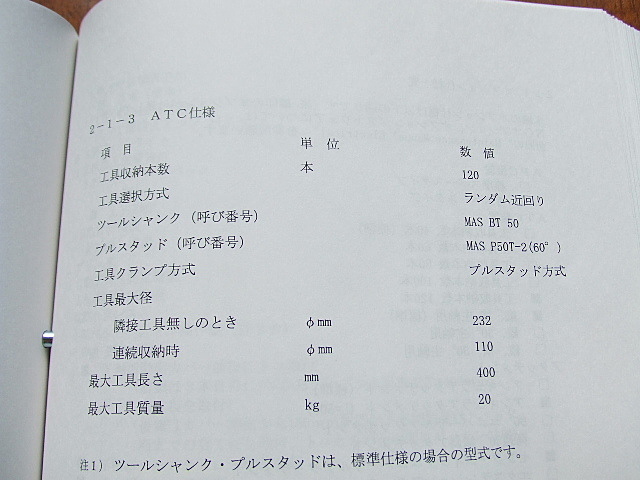 2-1-3 ATC仕様
項目 単位 数値
工具収納本数 本 120
工具選択方式 ランダム近回り
ツールシャンク(呼び番号) MAS BT 50
プルスタッド(呼び番号) MAS P50T-2(60°)
工具クランプ方式 プルスタッド方式
工具最大径
隣接工具無しのとき φmm 232
連続収納時 φmm 110
最大工具長さ mm 400
最大工具質量 kg 20
注1) ツールシャンク・プルスタッドは、標準仕様の場合の型式です。